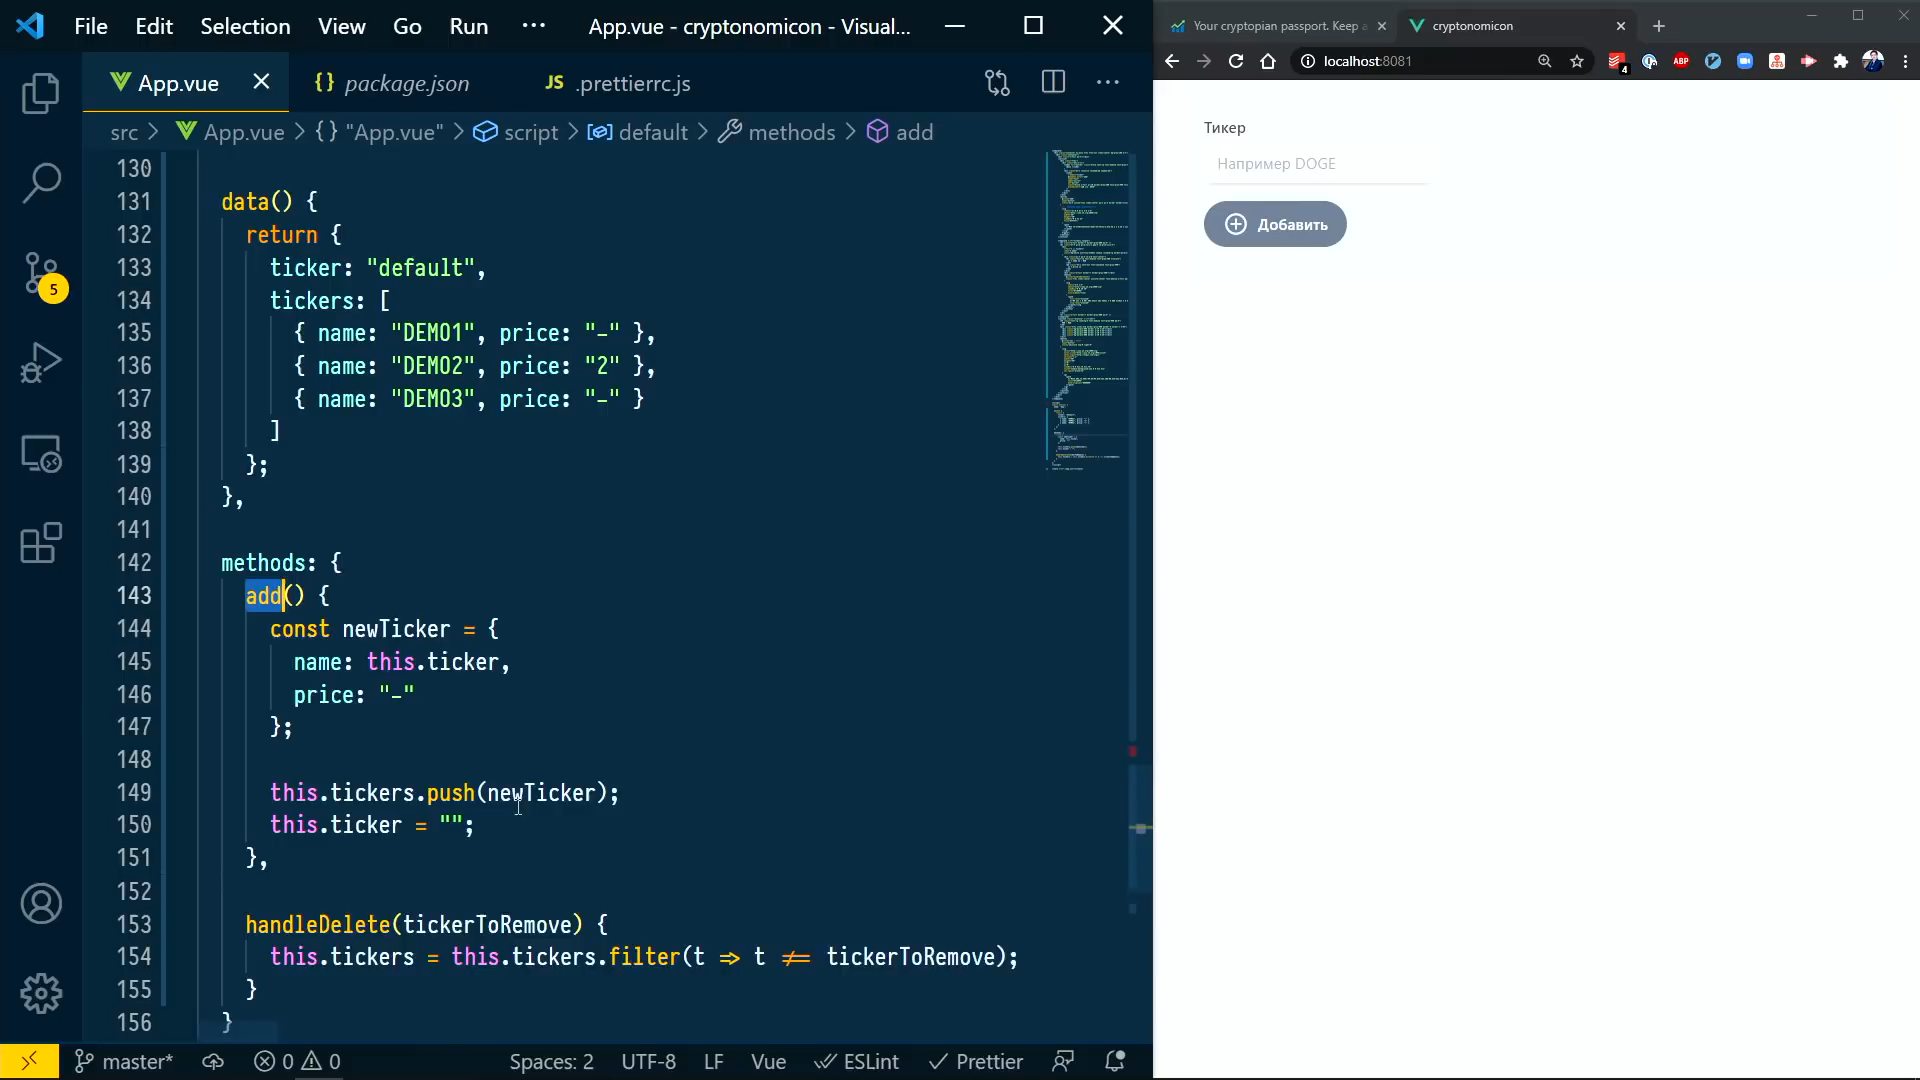 File Edit Selection View Go Run ··· App.vue - cryptonomicon - Visual...
App.vue package.json JS .prettierrc.js
src > App.vue > {} "App.vue" > script > default > methods > add
130
131 data() {
132 return {
133 ticker: "default",
134 tickers: [
135 { name: "DEMO1", price: "-" },
136 { name: "DEMO2", price: "2" },
137 { name: "DEMO3", price: "-" }
138 ]
139 };
140 },
141
142 methods: {
143 add() {
144 const newTicker = {
145 name: this.ticker,
146 price: "-"
147 };
148
149 this.tickers.push(newTicker);
150 this.ticker = "";
151 },
152
153 handleDelete(tickerToRemove) {
154 this.tickers = this.tickers.filter(t => t != tickerToRemove);
155 }
156 }
5
master* 0 0 Spaces: 2 UTF-8 LF Vue ESLint Prettier
Your cryptopian passport. Keep a cryptonomicon
localhost:8081
4 ABP
Тикер
Например DOGE
Добавить